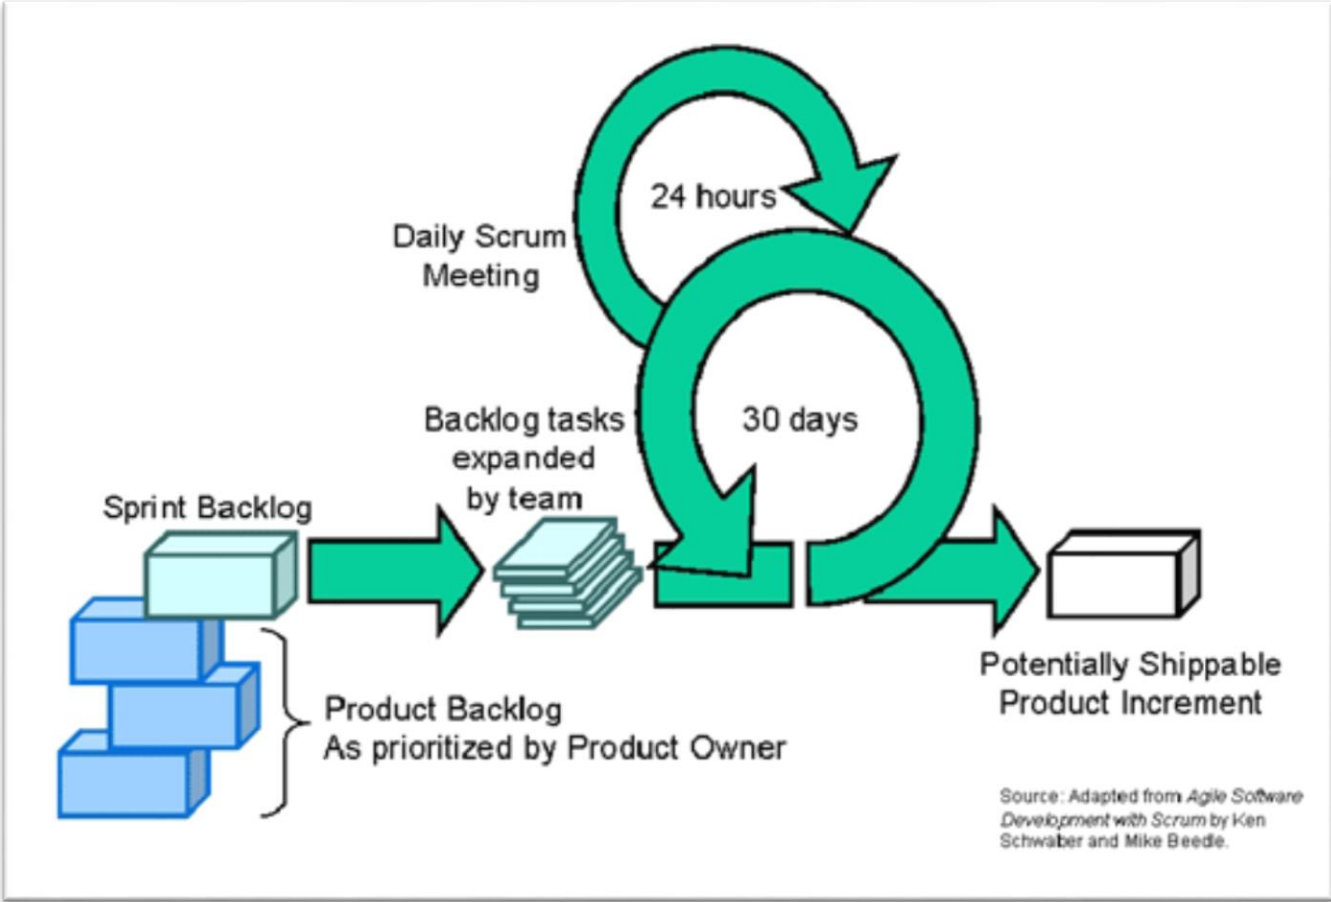 24 hours
Daily Scrum
Meeting
Backlog tasks
expanded
by team
30 days
Sprint Backlog
Potentially Shippable
Product Increment
Product Backlog
As prioritized by Product Owner
Source: Adapted from Agile Software
Development with Scrum by Ken
Schwaber and Mike Beedle.